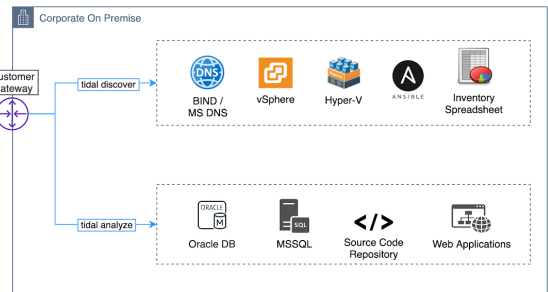 Corporate On Premise
ustomer
ateway
tidal discover
DNS
BIND /
MS DNS
vSphere
Hyper-V
ANSIBLE
Inventory
Spreadsheet
tidal analyze
ORACLE
M
Oracle DB
SQL
MSSQL
</>
Source Code
Repository
Web Applications